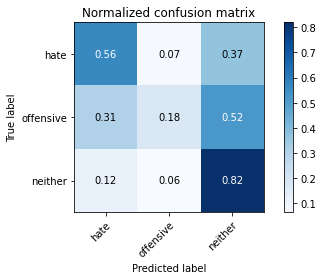 Normalized confusion matrix
hate 0.56 0.07 0.37
offensive 0.31 0.18 0.52
neither 0.12 0.06 0.82
hate offensive neither
True label
Predicted label
0.8
0.7
0.6
0.5
0.4
0.3
0.2
0.1